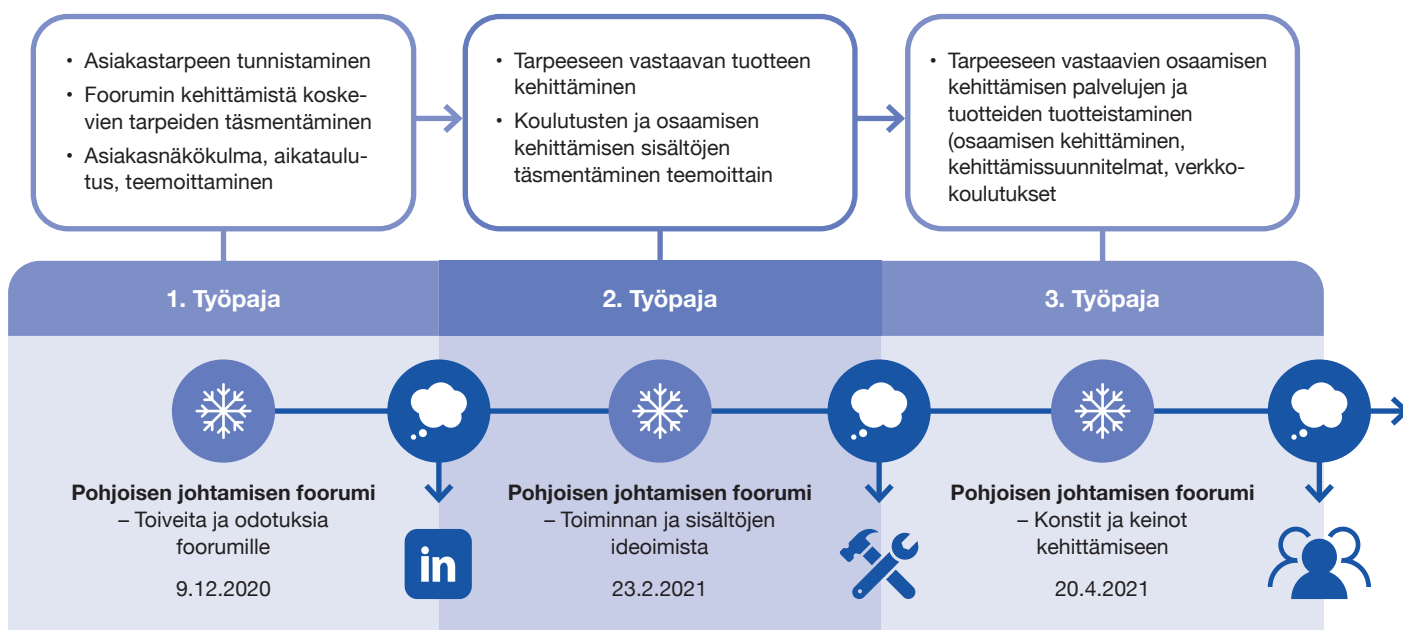 • Asiakastarpeen tunnistaminen
• Foorumin kehittämistä koske-
vien tarpeiden täsmentäminen
• Asiakasnäkökulma, aikataulu-
tus, teemoittaminen
• Tarpeeseen vastaavan tuotteen
kehittäminen
• Koulutusten ja osaamisen
kehittämisen sisältöjen
täsmentäminen teemoittain
• Tarpeeseen vastaavien osaamisen
kehittämisen palvelujen ja
tuotteiden tuotteistaminen
(osaamisen kehittäminen,
kehittämissuunnitelmat, verkko-
koulutukset
1. Työpaja
2. Työpaja
3. Työpaja
Pohjoisen johtamisen foorumi
– Toiveita ja odotuksia
foorumille
9.12.2020
in
Pohjoisen johtamisen foorumi
– Toiminnan ja sisältöjen
ideoimista
23.2.2021
Pohjoisen johtamisen foorumi
– Konstit ja keinot
kehittämiseen
20.4.2021